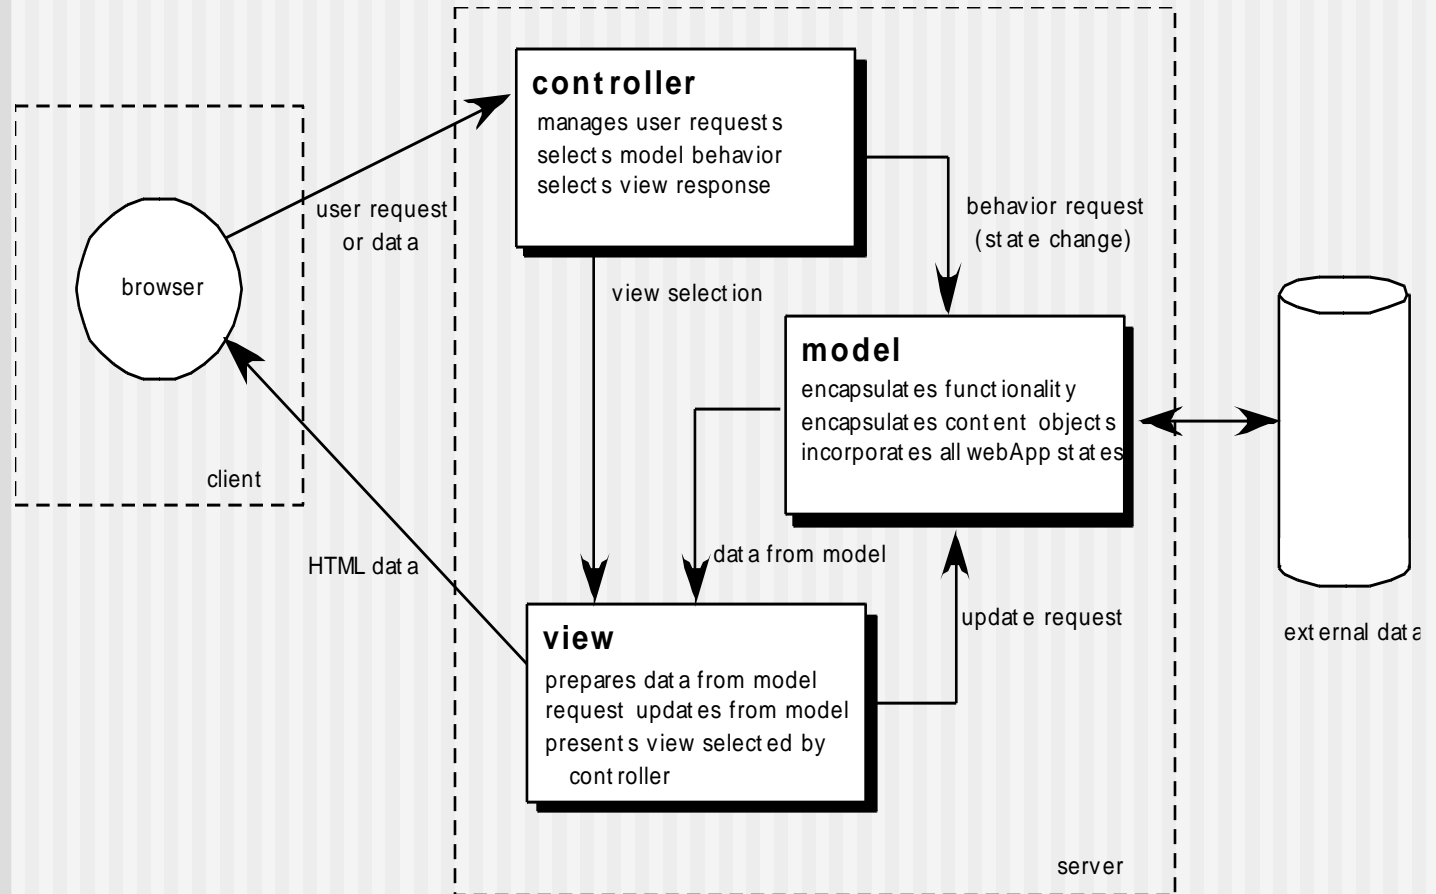 controller
manages user requests
selects model behavior
selects view response
user request
or data
behavior request
(state change)
browser
view selection
model
encapsulates functionality
encapsulates content objects
incorporates all webApp states
client
HTML data
data from model
update request
external data
view
prepares data from model
request updates from model
presents view selected by
controller
server